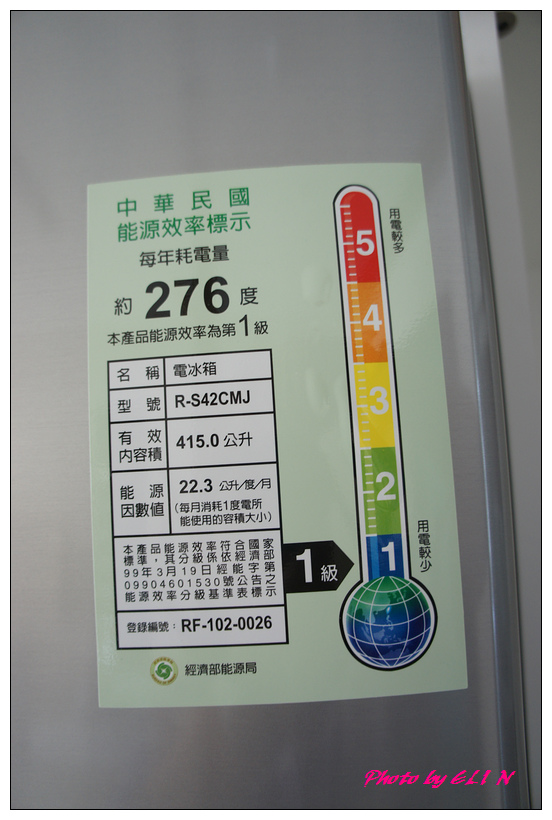 中華民國
能源效率標示
每年耗電量
約 276 度
本產品能源效率為第1級
名稱 電冰箱
型號 R-S42CMJ
有效內容積 415.0 公升
能源因數值 22.3 公升/度/月
(每月消耗1度電所
能使用的容積大小)
本產品能源效率符合國家
標準，其分級係依經濟部
99年3月19日經能字第
09904601530號公告之
能源效率分級基準表標示
登錄編號：RF-102-0026
經濟部能源局
用電較多
5
4
3
2
1
用電較少
1級
Photo by ELIN